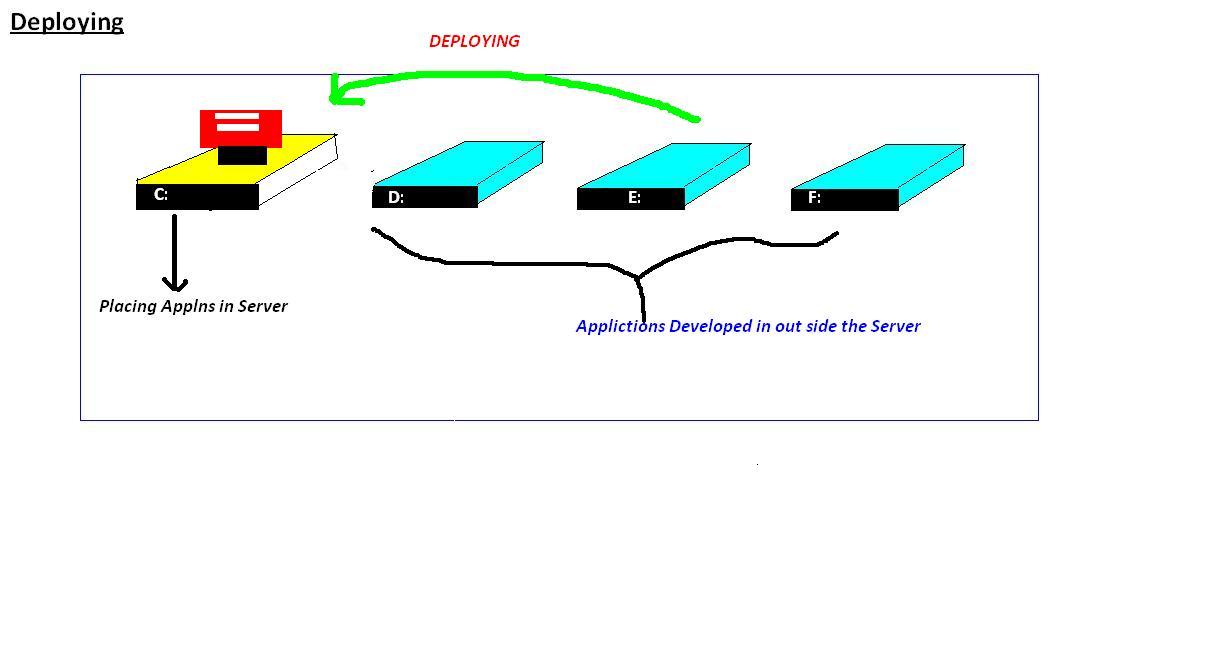 Deploying
DEPLOYING
C:
D:
E:
F:
Placing Applns in Server
Applictions Developed in out side the Server